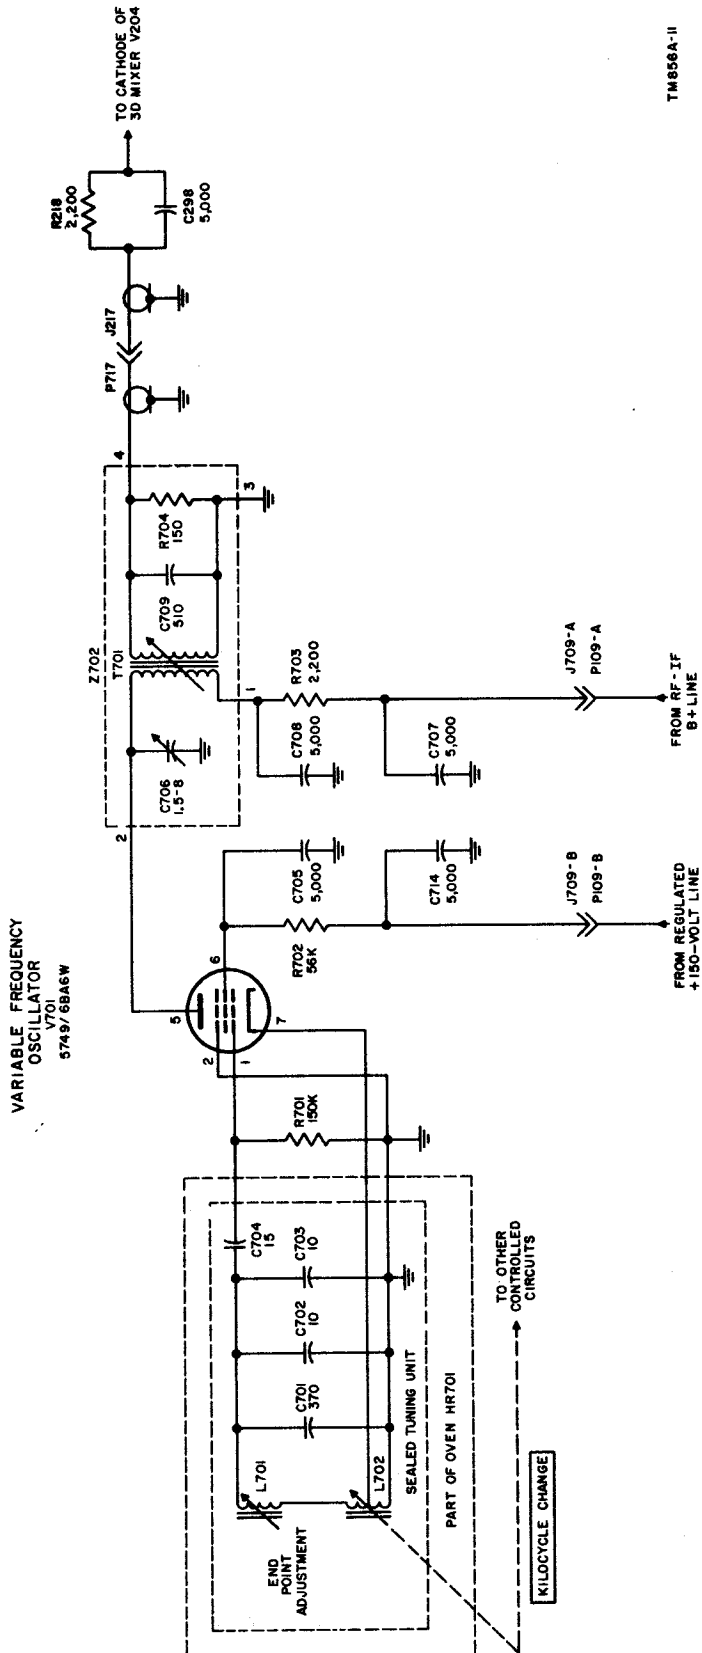 VARIABLE FREQUENCY
OSCILLATOR
V701
5749/6BA6W
END
POINT
ADJUSTMENT
L701
L702
C701
370
C702
10
C703
10
C704
15
SEALED TUNING UNIT
PART OF OVEN HR701
KILOCYCLE CHANGE
TO OTHER
CONTROLLED
CIRCUITS
R701
150K
2
1
5
6
7
R702
56K
C705
5,000
C714
5,000
J709-B
P109-B
FROM REGULATED
+150-VOLT LINE
2
Z702
T701
C706
1.5-8
1
C708
5,000
R703
2,200
C707
5,000
J709-A
P109-A
FROM RF-IF
B+ LINE
C709
510
R704
150
3
4
P717
J217
R218
2,200
C298
5,000
TO CATHODE OF
3D MIXER V204
TM856A-11